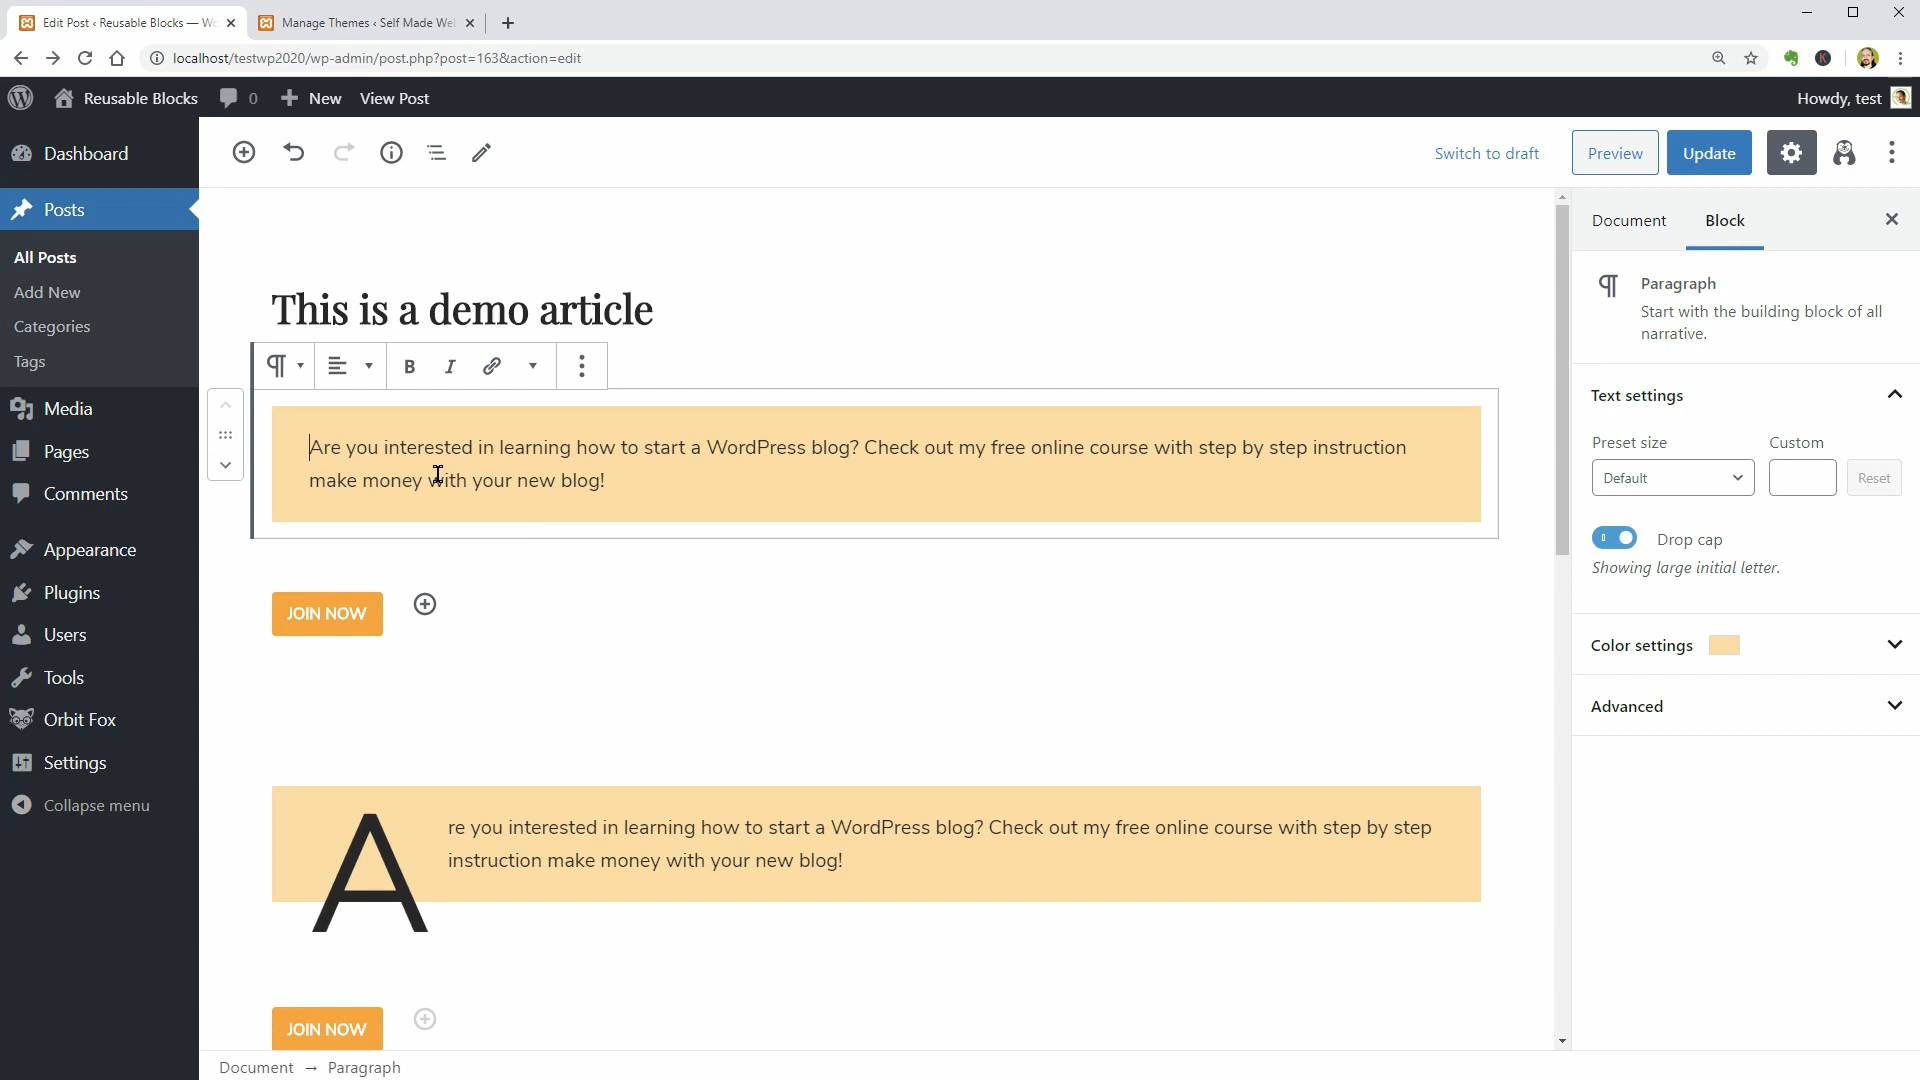 Edit Post ‹ Reusable Blocks — Wo
Manage Themes ‹ Self Made We
localhost/testwp2020/wp-admin/post.php?post=163&action=edit
Reusable Blocks
0
New
View Post
Howdy, test
Dashboard
Posts
All Posts
Add New
Categories
Tags
Media
Pages
Comments
Appearance
Plugins
Users
Tools
Orbit Fox
Settings
Collapse menu
Switch to draft
Preview
Update
This is a demo article
B
I
Are you interested in learning how to start a WordPress blog? Check out my free online course with step by step instruction
make money with your new blog!
JOIN NOW
Are you interested in learning how to start a WordPress blog? Check out my free online course with step by step
instruction make money with your new blog!
JOIN NOW
Document → Paragraph
Document
Block
Paragraph
Start with the building block of all
narrative.
Text settings
Preset size
Custom
Default
Reset
Drop cap
Showing large initial letter.
Color settings
Advanced